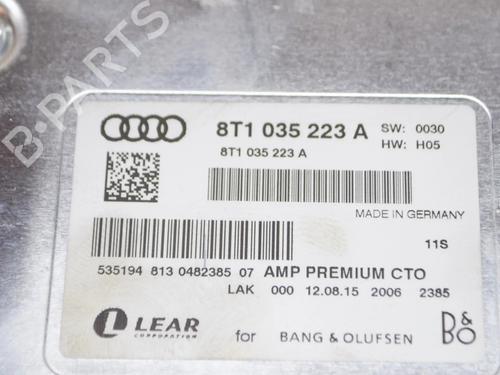 B-PARTS
8T1 035 223 A SW: 0030
8T1 035 223 A HW: H05
MADE IN GERMANY
11S
535194 813 0482385 07 AMP PREMIUM CTO
LAK 000 12.08.15 2006 2385
L LEAR CORPORATION for BANG & OLUFSEN B&O